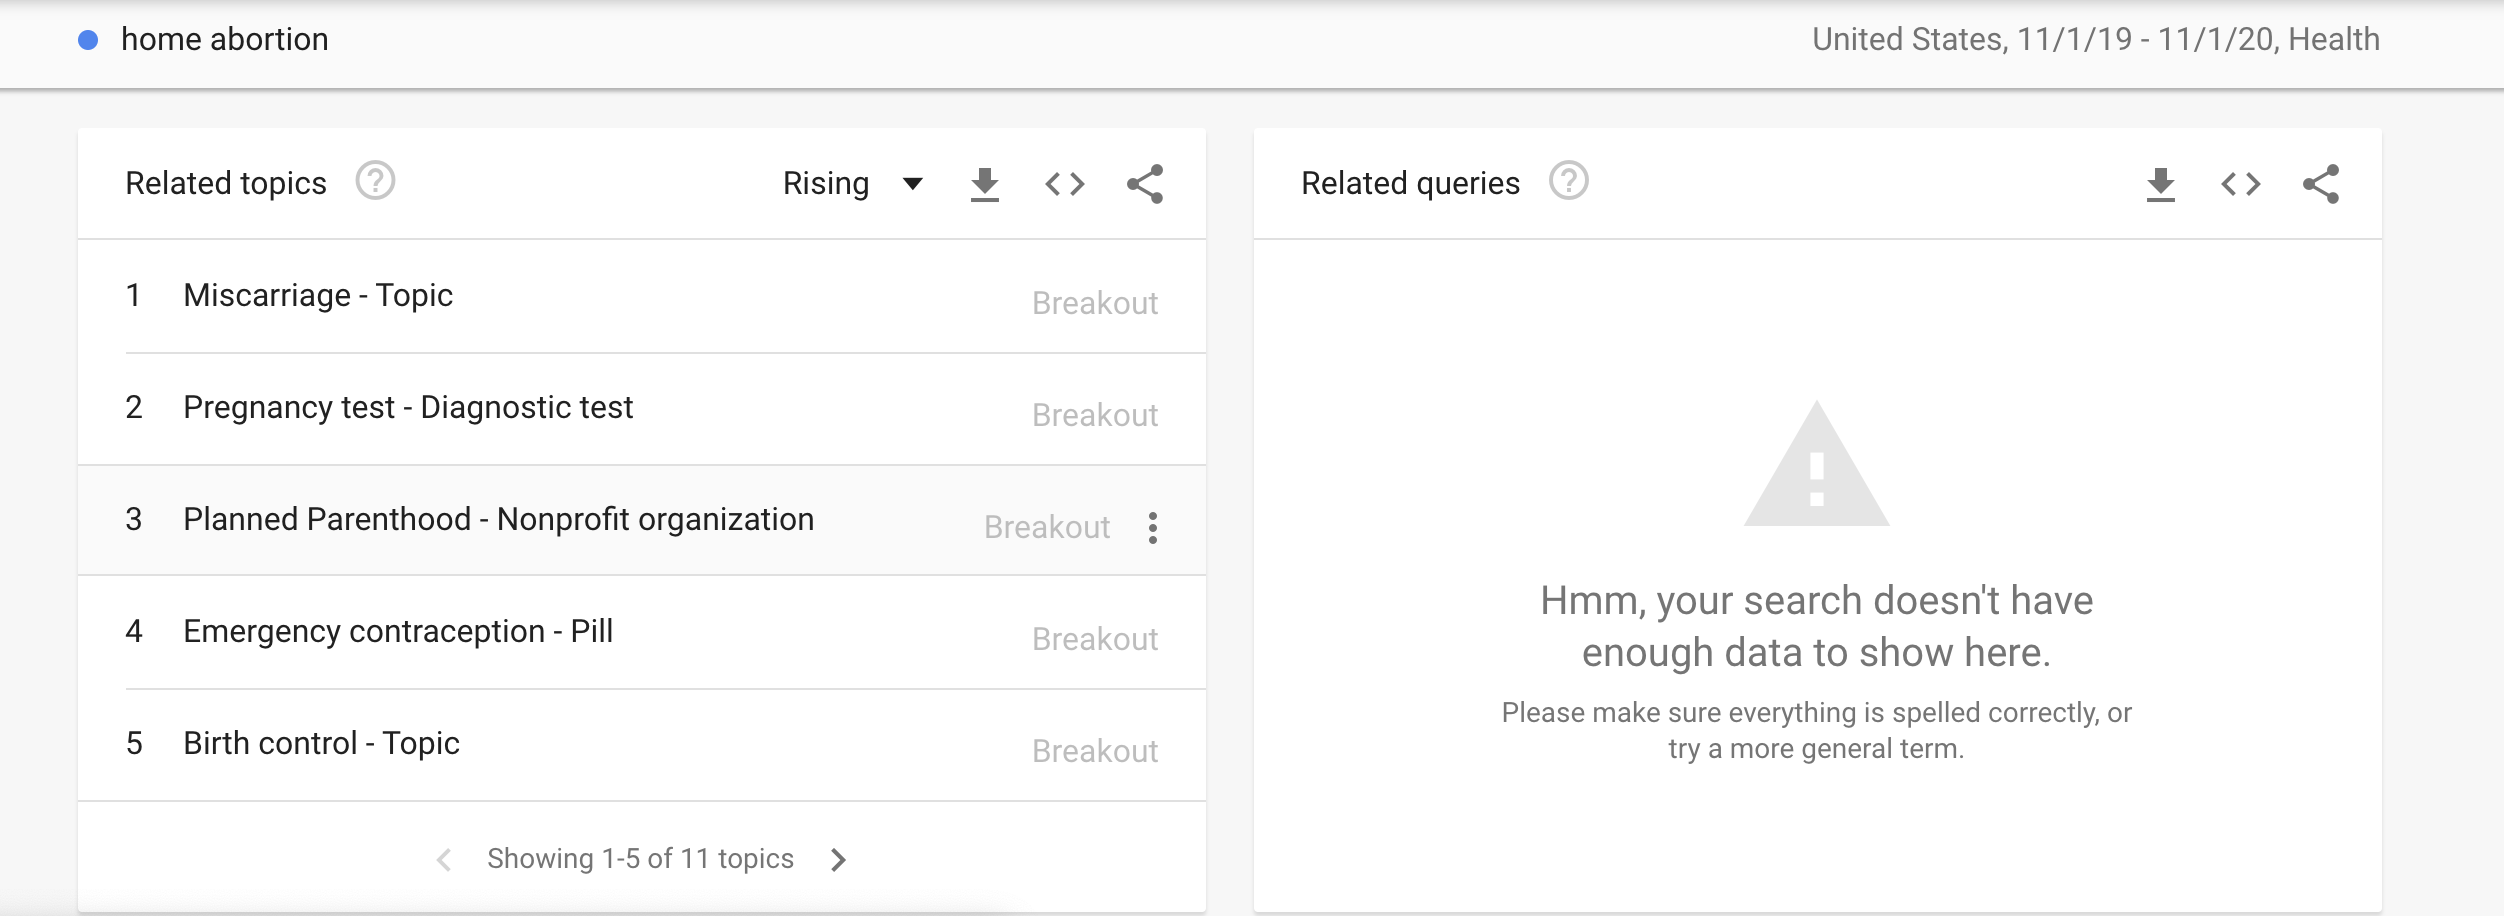 home abortion
United States, 11/1/19 - 11/1/20, Health
Related topics
Rising
1 Miscarriage - Topic Breakout
2 Pregnancy test - Diagnostic test Breakout
3 Planned Parenthood - Nonprofit organization Breakout
4 Emergency contraception - Pill Breakout
5 Birth control - Topic Breakout
Showing 1-5 of 11 topics
Related queries
Hmm, your search doesn't have
enough data to show here.
Please make sure everything is spelled correctly, or
try a more general term.